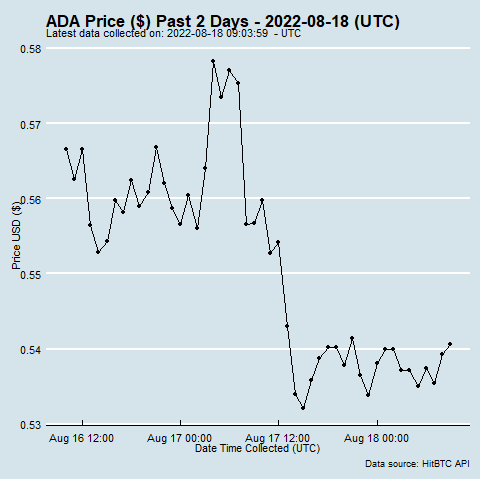 ADA Price ($) Past 2 Days - 2022-08-18 (UTC)
Latest data collected on: 2022-08-18 09:03:59  - UTC
0.58
0.57
0.56
0.55
0.54
0.53
Price USD ($)
Aug 16 12:00
Aug 17 00:00
Aug 17 12:00
Aug 18 00:00
Date Time Collected (UTC)
Data source: HitBTC API